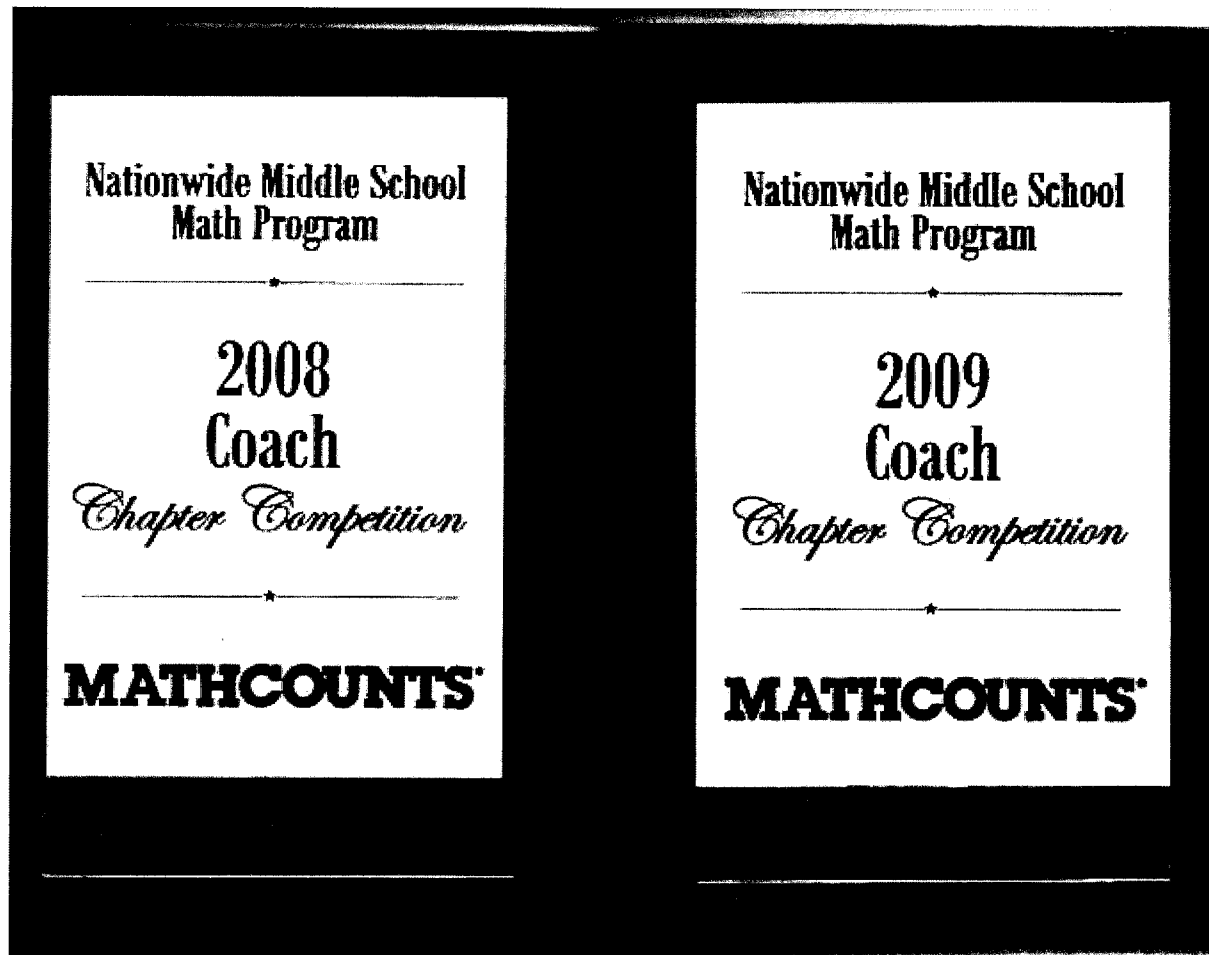 Nationwide Middle School
Math Program
2008
Coach
Chapter Competition
MATHCOUNTS
Nationwide Middle School
Math Program
2009
Coach
Chapter Competition
MATHCOUNTS